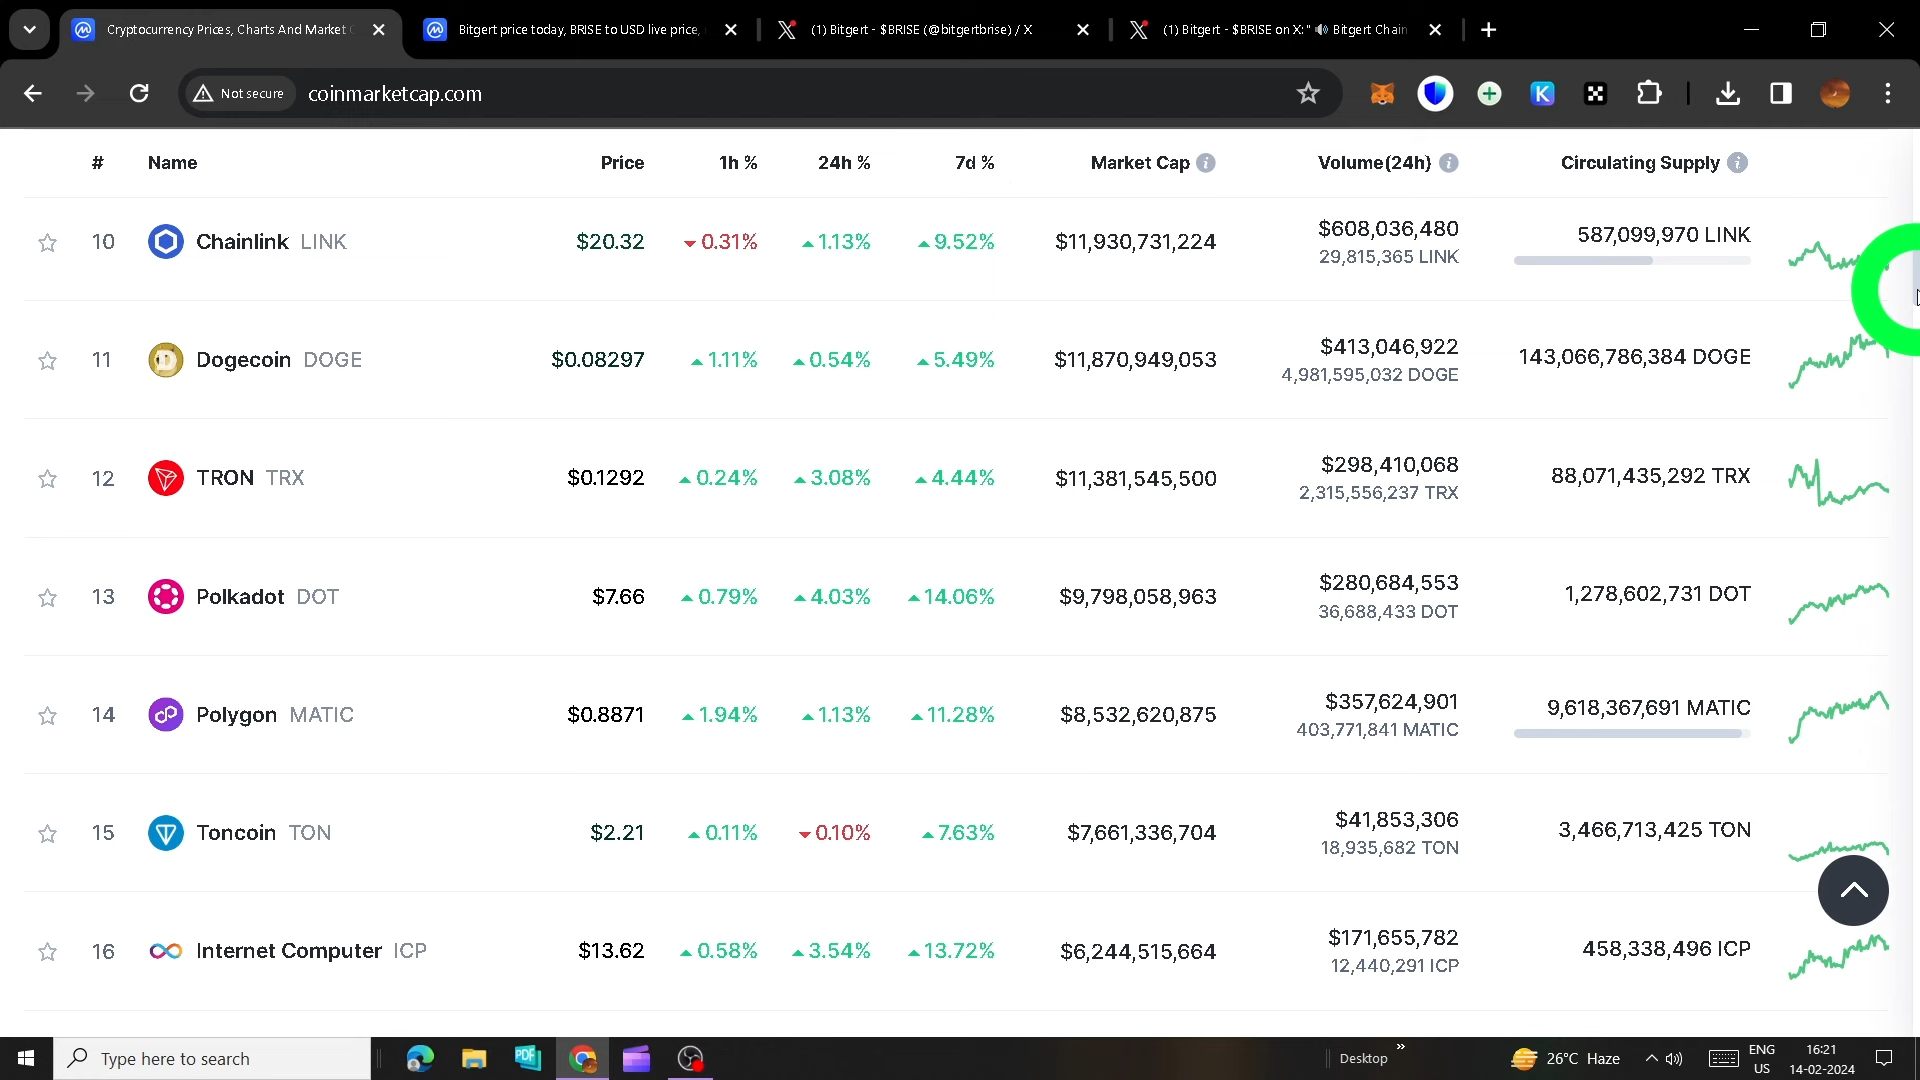 Cryptocurrency Prices, Charts And Market C
Bitgert price today, BRISE to USD live price,
(1) Bitgert - $BRISE (@bitgertbrise) / X
(1) Bitgert - $BRISE on X: " 🔊 Bitgert Chain
Not secure
coinmarketcap.com
# Name Price 1h % 24h % 7d % Market Cap Volume(24h) Circulating Supply
10 Chainlink LINK $20.32 0.31% 1.13% 9.52% $11,930,731,224 $608,036,480 587,099,970 LINK
29,815,365 LINK
11 Dogecoin DOGE $0.08297 1.11% 0.54% 5.49% $11,870,949,053 $413,046,922 143,066,786,384 DOGE
4,981,595,032 DOGE
12 TRON TRX $0.1292 0.24% 3.08% 4.44% $11,381,545,500 $298,410,068 88,071,435,292 TRX
2,315,556,237 TRX
13 Polkadot DOT $7.66 0.79% 4.03% 14.06% $9,798,058,963 $280,684,553 1,278,602,731 DOT
36,688,433 DOT
14 Polygon MATIC $0.8871 1.94% 1.13% 11.28% $8,532,620,875 $357,624,901 9,618,367,691 MATIC
403,771,841 MATIC
15 Toncoin TON $2.21 0.11% 0.10% 7.63% $7,661,336,704 $41,853,306 3,466,713,425 TON
18,935,682 TON
16 Internet Computer ICP $13.62 0.58% 3.54% 13.72% $6,244,515,664 $171,655,782 458,338,496 ICP
12,440,291 ICP
Type here to search
PDF
Desktop
26°C Haze
ENG
US
16:21
14-02-2024